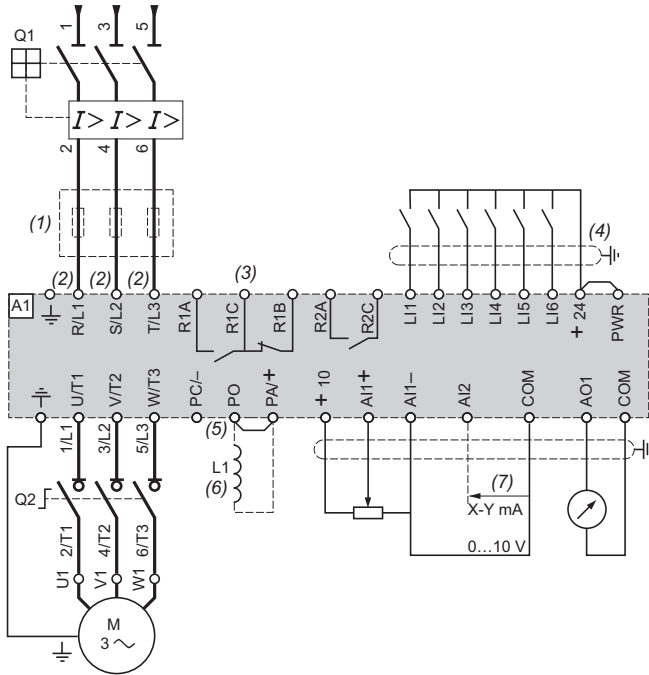 1 3 5
Q1
I> I> I>
2 4 6
(1)
(2) (2) (2) (3) (4)
A1
R/L1 S/L2 T/L3 R1A R1C R1B R2A R2C LI1 LI2 LI3 LI4 LI5 LI6 + 24 PWR
U/T1 V/T2 W/T3 PC/– PO PA/+ + 10 AI1+ AI1– AI2 COM AO1 COM
1/L1 3/L2 5/L3
(5)
L1
(6)
(7)
X-Y mA
0...10 V
Q2
2/T1 4/T2 6/T3
U1 V1 W1
M
3 ~